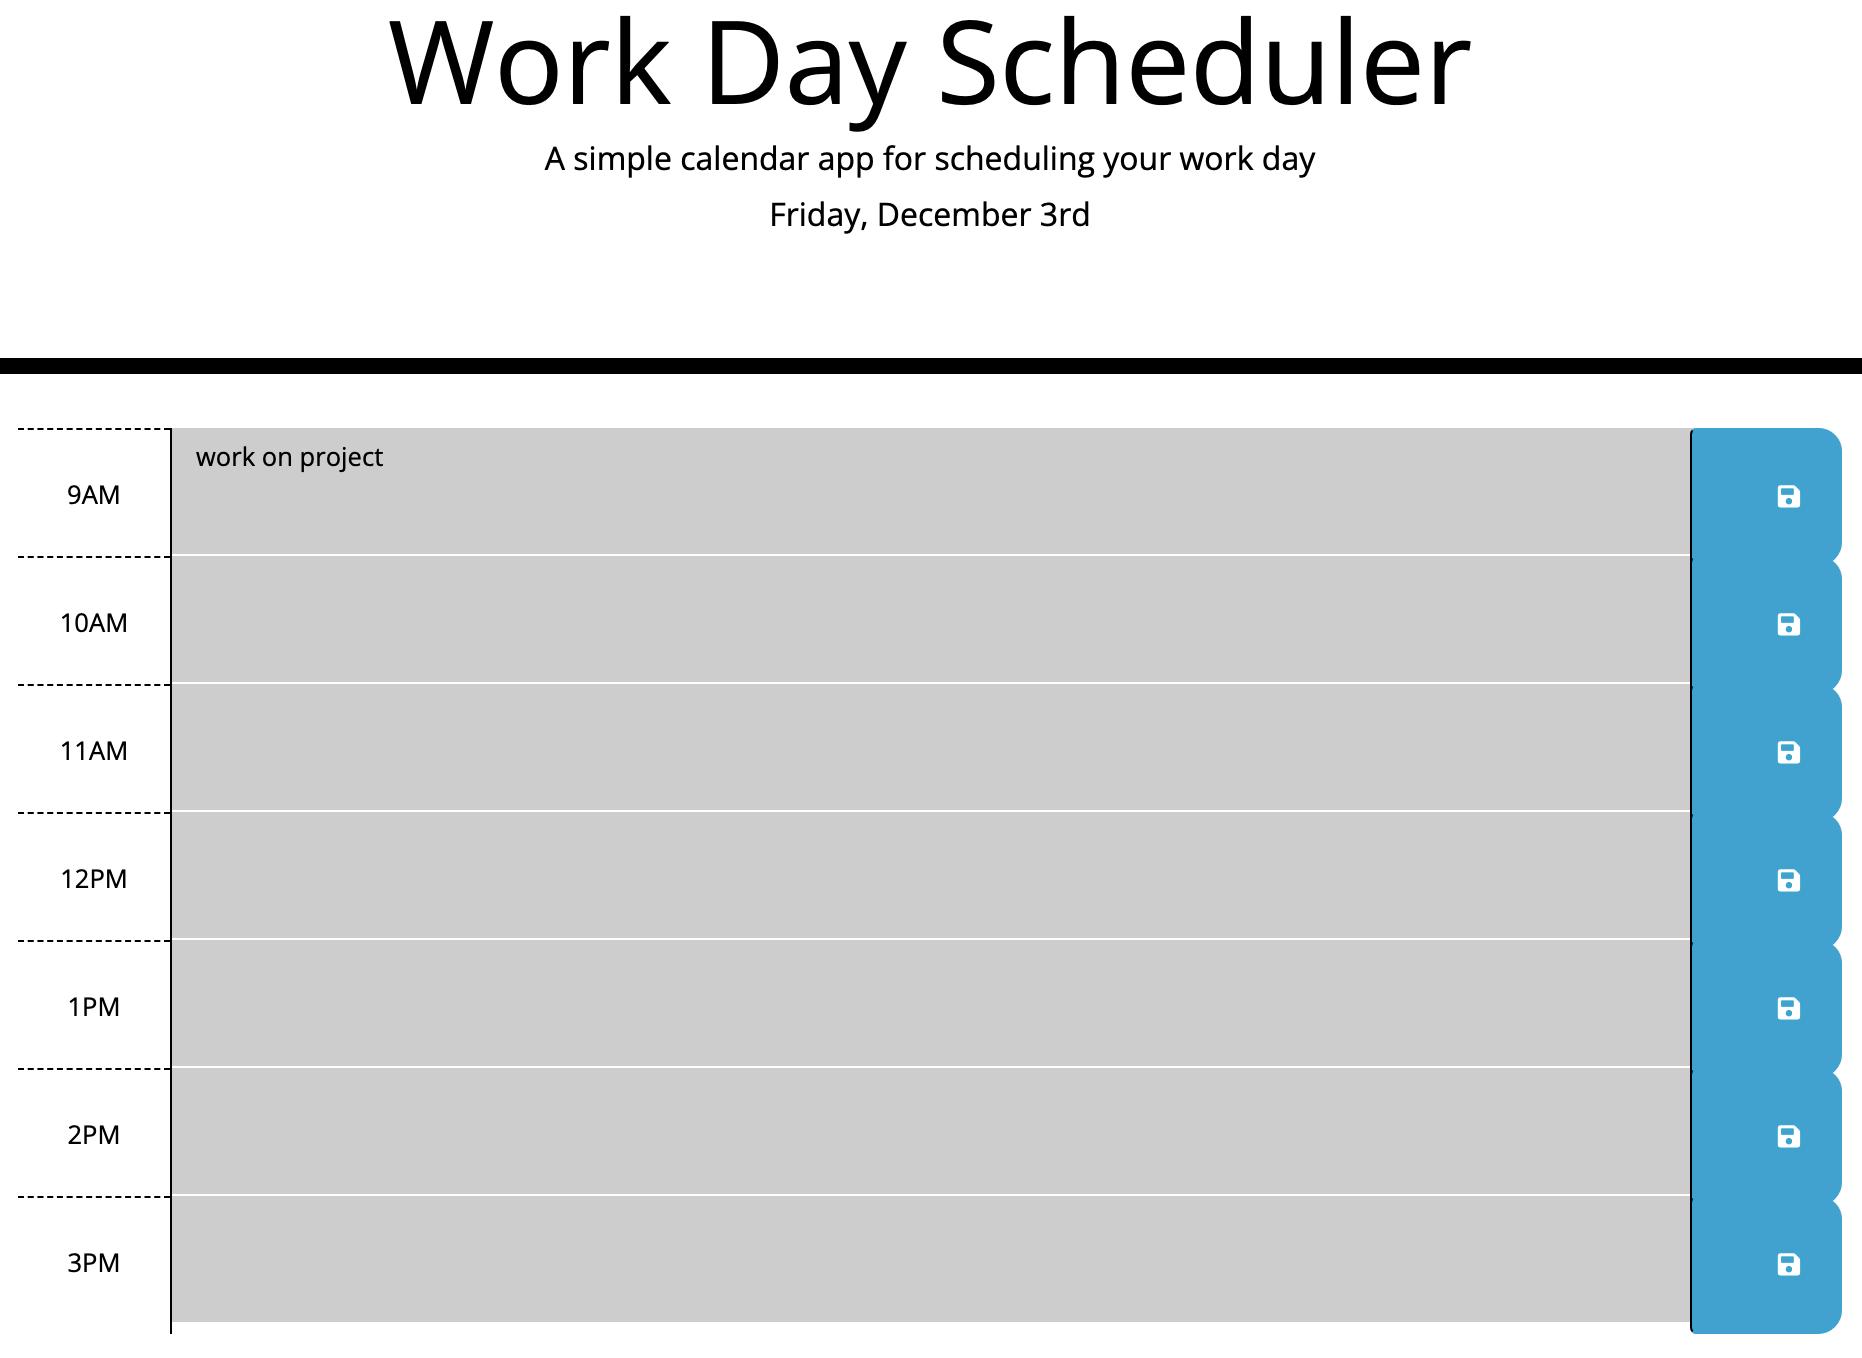 Work Day Scheduler
A simple calendar app for scheduling your work day
Friday, December 3rd
9AM
work on project
10AM
11AM
12PM
1PM
2PM
3PM